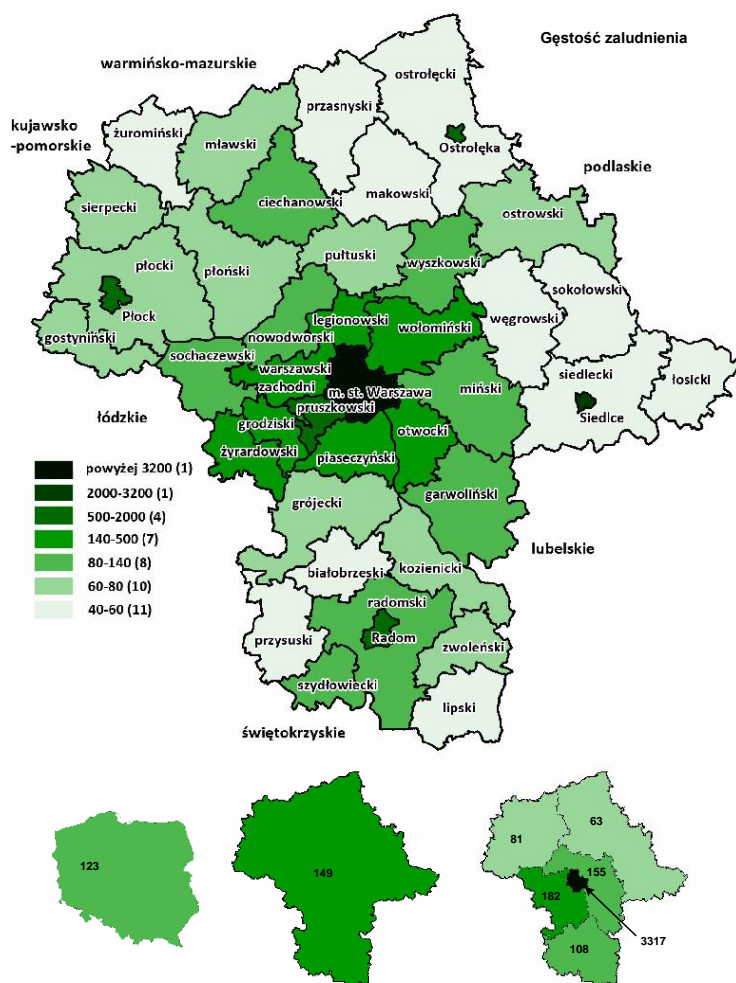 Gęstość zaludnienia
warmińsko-mazurskie
ostrołęcki
przasnyski
kujawsko
-pomorskie
żuromiński
mławski
Ostrołęka
podlaskie
makowski
ciechanowski
sierpecki
ostrowski
płocki
płoński
pułtuski
wyszkowski
sokołowski
węgrowski
Płock
legionowski
wołomiński
gostyniński
nowodworski
sochaczewski
warszawski
zachodni
siedlecki
łosicki
m. st. Warszawa
miński
pruszkowski
Siedlce
łódzkie
grodziski
otwocki
żyrardowski
piaseczyński
powyżej 3200 (1)
2000-3200 (1)
500-2000 (4)
140-500 (7)
80-140 (8)
60-80 (10)
40-60 (11)
garwoliński
grójecki
lubelskie
białobrzeski
kozienicki
radomski
przysuski
Radom
zwoleński
szydłowiecki
lipski
świętokrzyskie
123
149
81
63
155
182
3317
108